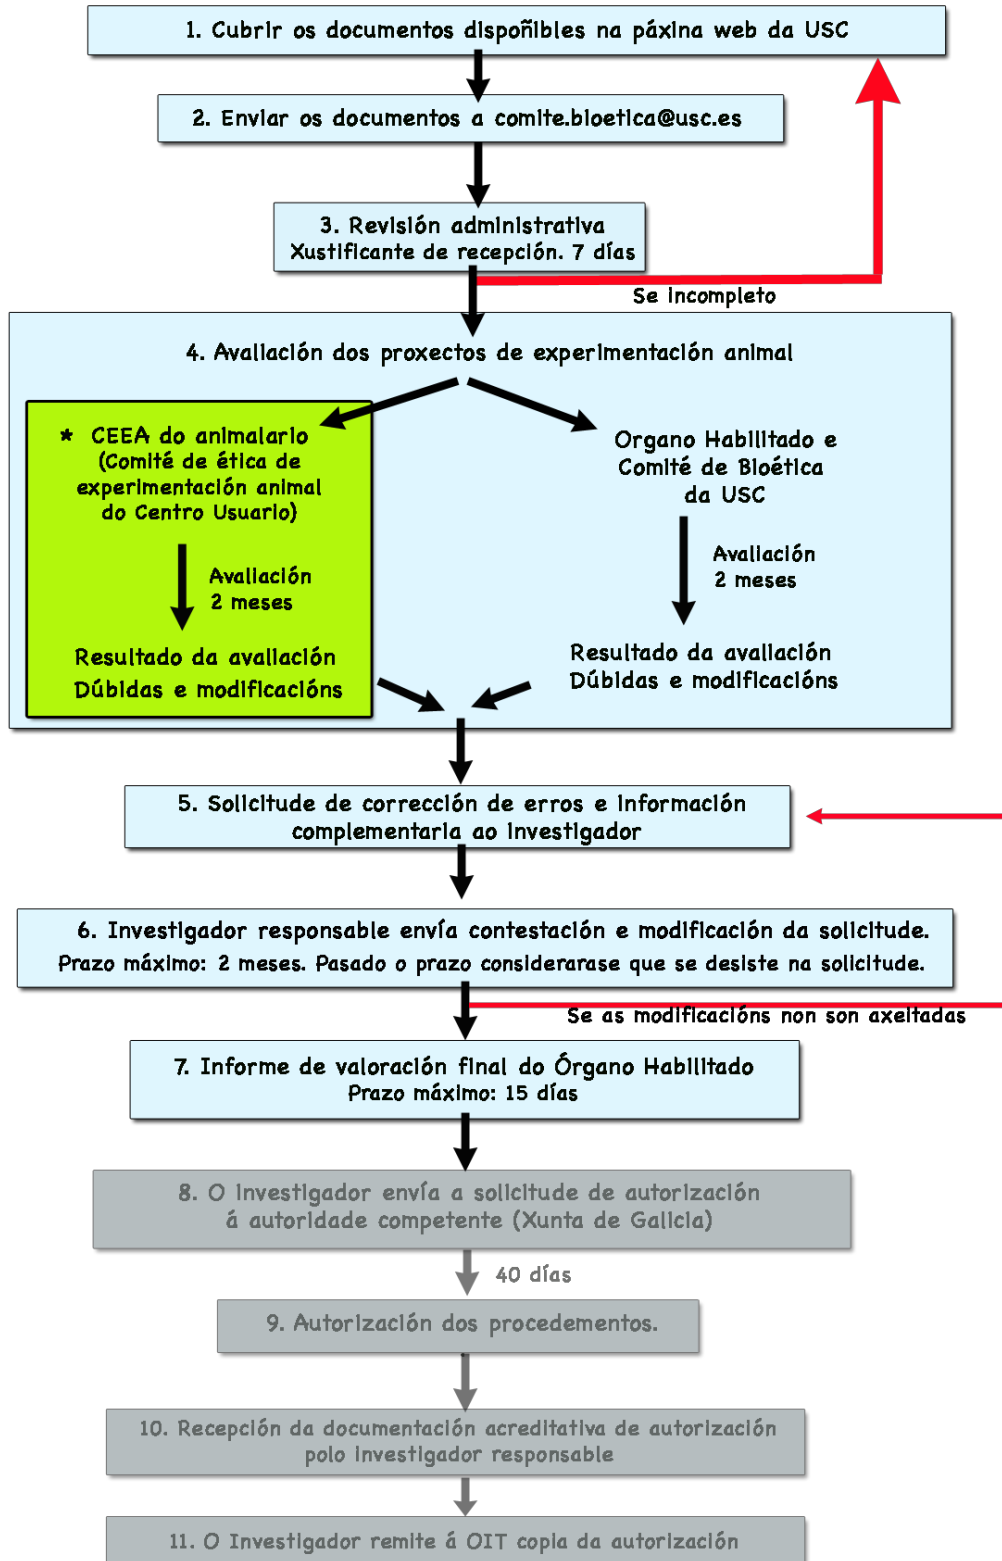 1. Cubrir os documentos dispoñibles na páxina web da USC
2. Enviar os documentos a comite.bioetica@usc.es
3. Revisión administrativa
Xustificante de recepción. 7 días
Se incompleto
4. Avaliación dos proxectos de experimentación animal
* CEEA do animalario
(Comité de ética de
experimentación animal
do Centro Usuario)
Avaliación
2 meses
Resultado da avaliación
Dúbidas e modificacións
Organo Habilitado e
Comité de Bioética
da USC
Avaliación
2 meses
Resultado da avaliación
Dúbidas e modificacións
5. Solicitude de corrección de erros e información
complementaria ao investigador
6. Investigador responsable envía contestación e modificación da solicitude.
Prazo máximo: 2 meses. Pasado o prazo considerarase que se desiste na solicitude.
Se as modificacións non son axeitadas
7. Informe de valoración final do Órgano Habilitado
Prazo máximo: 15 días
8. O investigador envía a solicitude de autorización
á autoridade competente (Xunta de Galicia)
40 días
9. Autorización dos procedementos.
10. Recepción da documentación acreditativa de autorización
polo investigador responsable
11. O Investigador remite á OIT copia da autorización